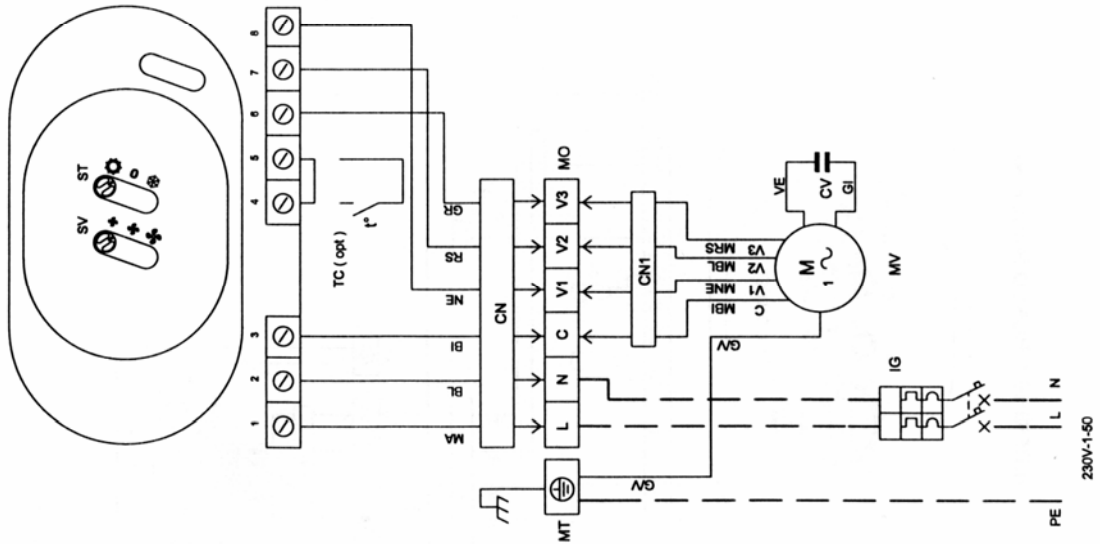 SV
ST
0
1
2
3
4
5
6
7
8
TC ( opt )
t°
MA
BL
BI
NE
RS
GR
CN
MO
L
N
C
V1
V2
V3
MT
CN1
G/V
G/V
MBI
MNE
MBL
MRS
C
V1
V2
V3
M
1
MV
VE
CV
GI
IG
PE
L
N
230V-1-50